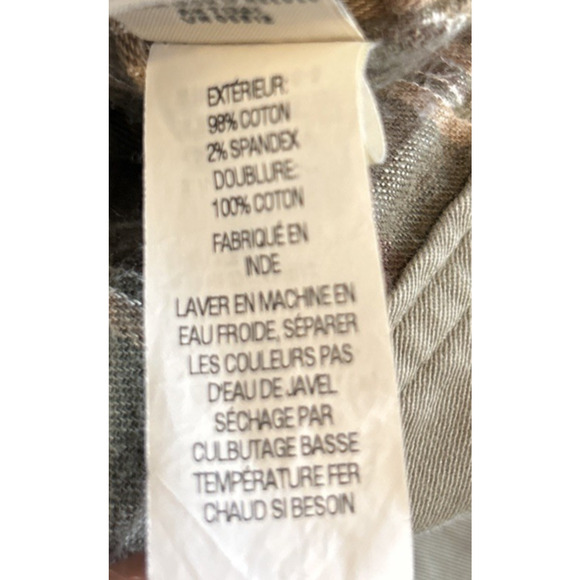 EXTÉRIEUR:
98% COTON
2% SPANDEX
DOUBLURE:
100% COTON
FABRIQUÉ EN
INDE
LAVER EN MACHINE EN
EAU FROIDE, SÉPARER
LES COULEURS PAS
D'EAU DE JAVEL
SÉCHAGE PAR
CULBUTAGE BASSE
TEMPÉRATURE FER
CHAUD SI BESOIN